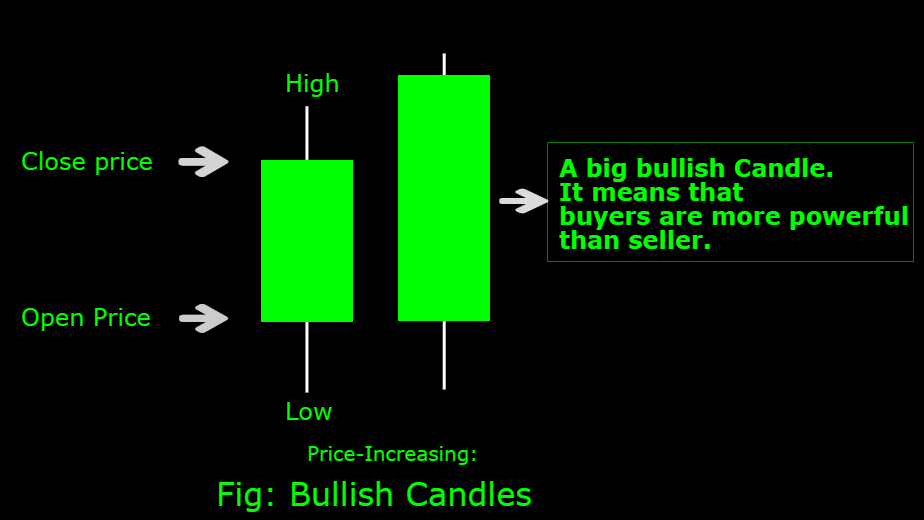 High
Close price
A big bullish Candle.
It means that
buyers are more powerful
than seller.
Open Price
Low
Price-Increasing:
Fig: Bullish Candles